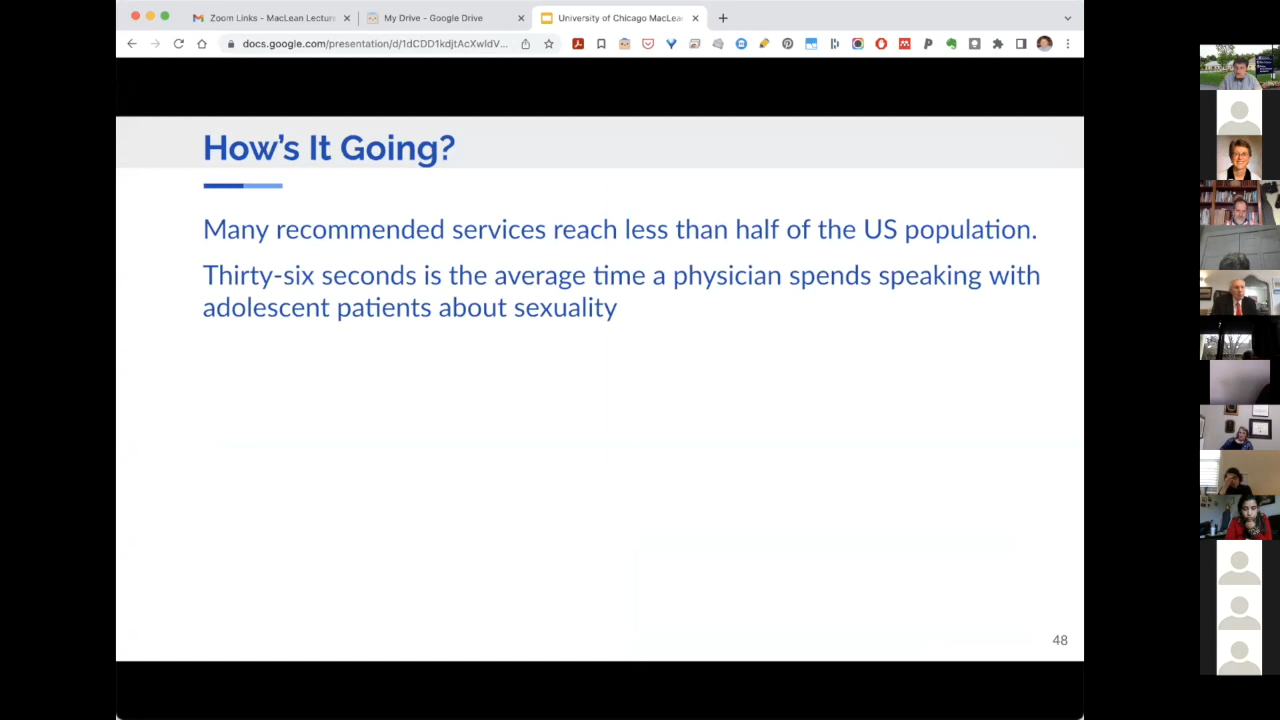 Zoom Links - MacLean Lecture
My Drive - Google Drive
University of Chicago MacLea
docs.google.com/presentation/d/1dCDD1kdjtAcXwldV...
How's It Going?
Many recommended services reach less than half of the US population.
Thirty-six seconds is the average time a physician spends speaking with
adolescent patients about sexuality
48